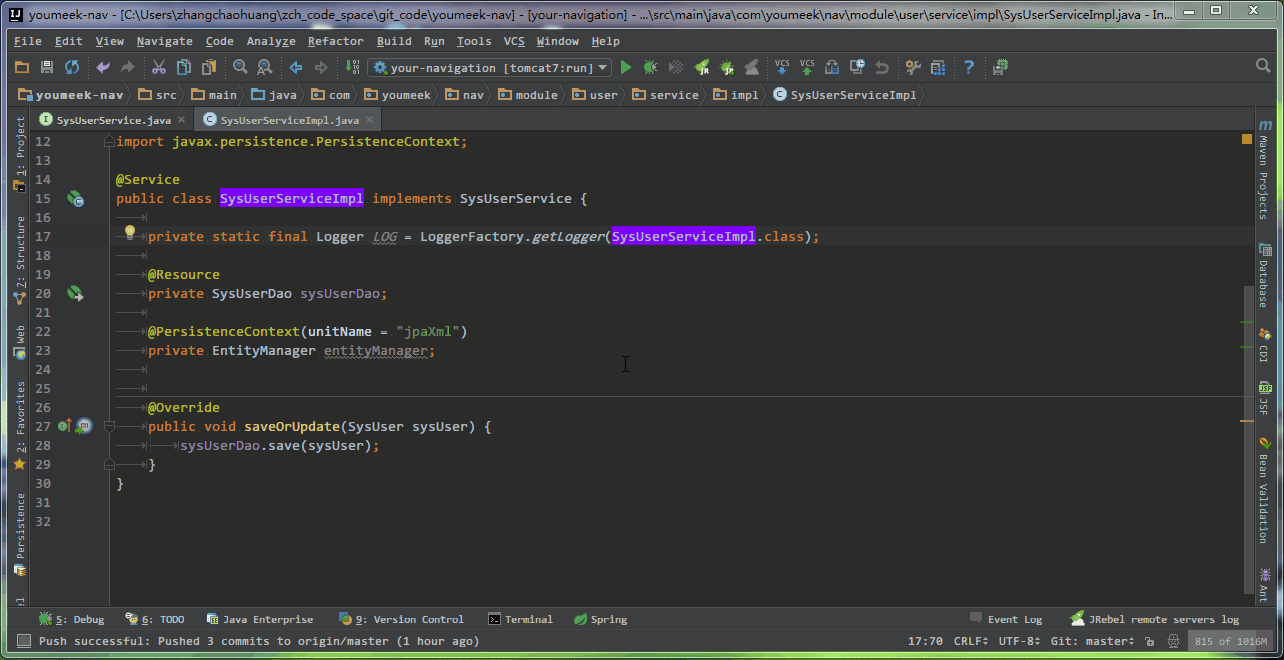 youmeek-nav - [C:\Users\zhangchaohuang\zch_code_space\git_code\youmeek-nav] - [your-navigation] - ...\src\main\java\com\youmeek\nav\module\user\service\impl\SysUserServiceImpl.java - In...
File Edit View Navigate Code Analyze Refactor Build Run Tools VCS Window Help
your-navigation [tomcat7:run] JR JR VCS VCS ?
youmeek-nav src main java com youmeek nav module user service impl SysUserServiceImpl
SysUserService.java SysUserServiceImpl.java
1: Project
7: Structure
Web
2: Favorites
Persistence
12 import javax.persistence.PersistenceContext;
13
14 @Service
15 public class SysUserServiceImpl implements SysUserService {
16
17 private static final Logger LOG = LoggerFactory.getLogger(SysUserServiceImpl.class);
18
19 @Resource
20 private SysUserDao sysUserDao;
21
22 @PersistenceContext(unitName = "jpaXml")
23 private EntityManager entityManager;
24
25
26 @Override
27 public void saveOrUpdate(SysUser sysUser) {
28 sysUserDao.save(sysUser);
29 }
30 }
31
32
Maven Projects
Database
CDI
JSF
Bean Validation
Ant
5: Debug 6: TODO Java Enterprise 9: Version Control Terminal Spring Event Log JRebel remote servers log
Push successful: Pushed 3 commits to origin/master (1 hour ago) 17:70 CRLF UTF-8 Git: master 815 of 1016M